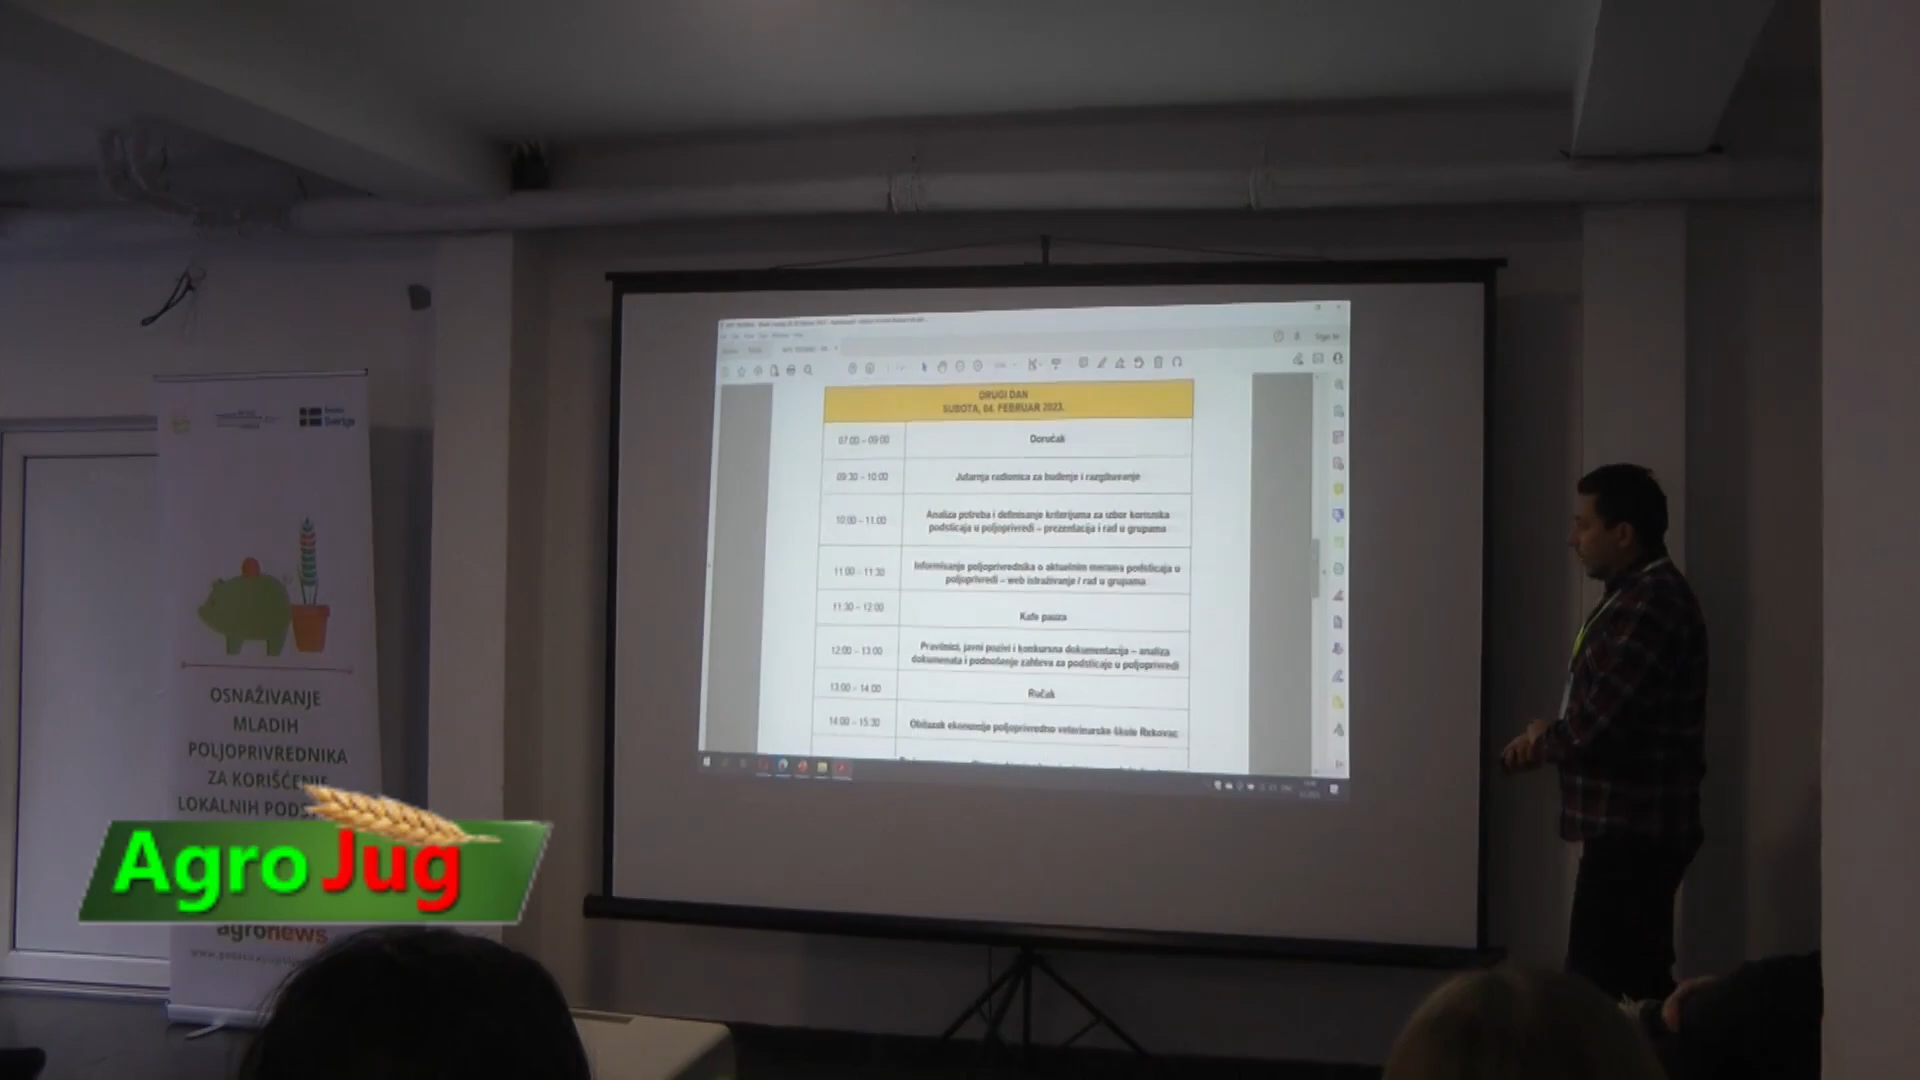 Sverige
OSNAŽIVANJE
MLADIH
POLJOPRIVREDNIKA
ZA KORIŠĆENJE
LOKALNIH
Agro Jug
agronews
Sign In
DRUGI DAN
SUBOTA, 04. FEBRUAR 2023.
07:00 – 09:00
Doručak
09:30 – 10:00
Jutarnja radionica za buđenje i razgibavanje
10:00 – 11:00
Analiza potreba i definisanje kriterijuma za izbor korisnika
podsticaja u poljoprivredi – prezentacija i rad u grupama
11:00 – 11:30
Informisanje poljoprivrednika o aktuelnim merama podsticaja u
poljoprivredi – web istraživanje / rad u grupama
11:30 – 12:00
Kafe pauza
12:00 – 13:00
Pravilnici, javni pozivi i konkursna dokumentacija – analiza
dokumenata i podnošenje zahteva za podsticaje u poljoprivredi
13:00 – 14:00
Ručak
14:00 – 15:30
Obilazak ekonomije poljoprivredno veterinarske škole Rekovac